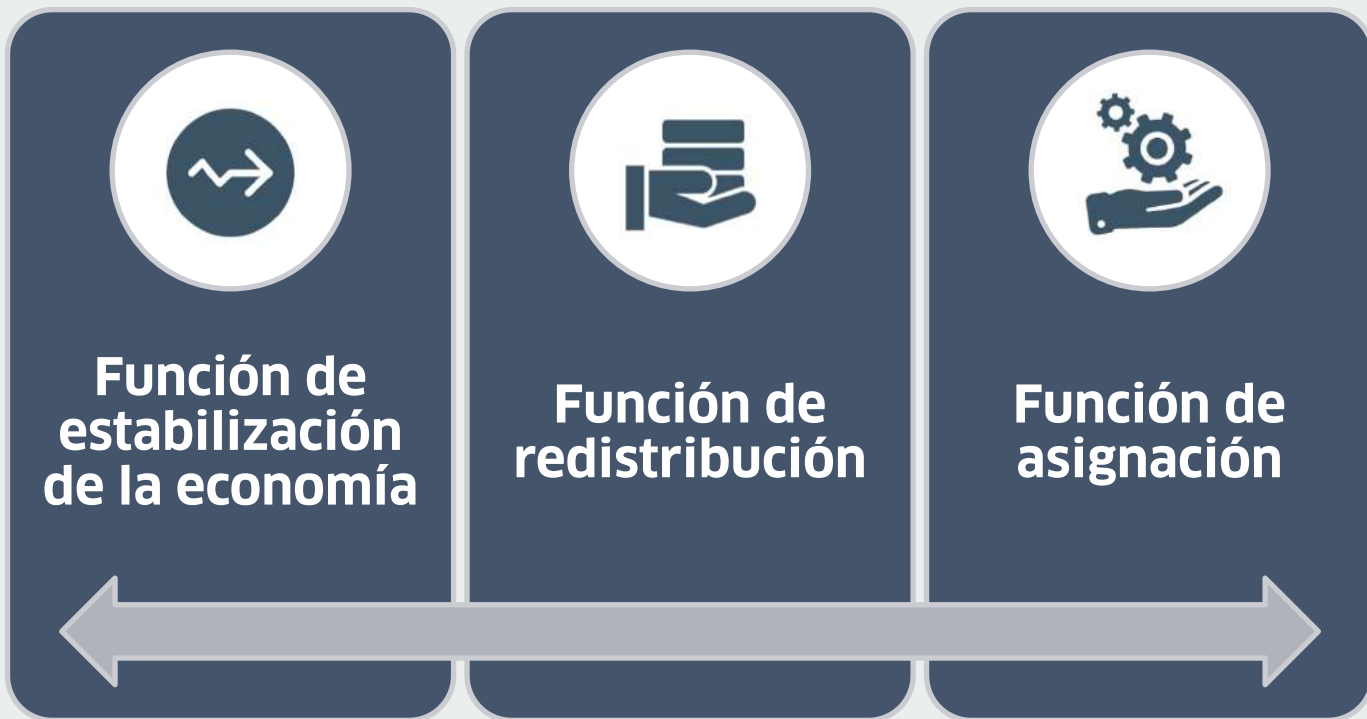 Función de
estabilización
de la economía
Función de
redistribución
Función de
asignación